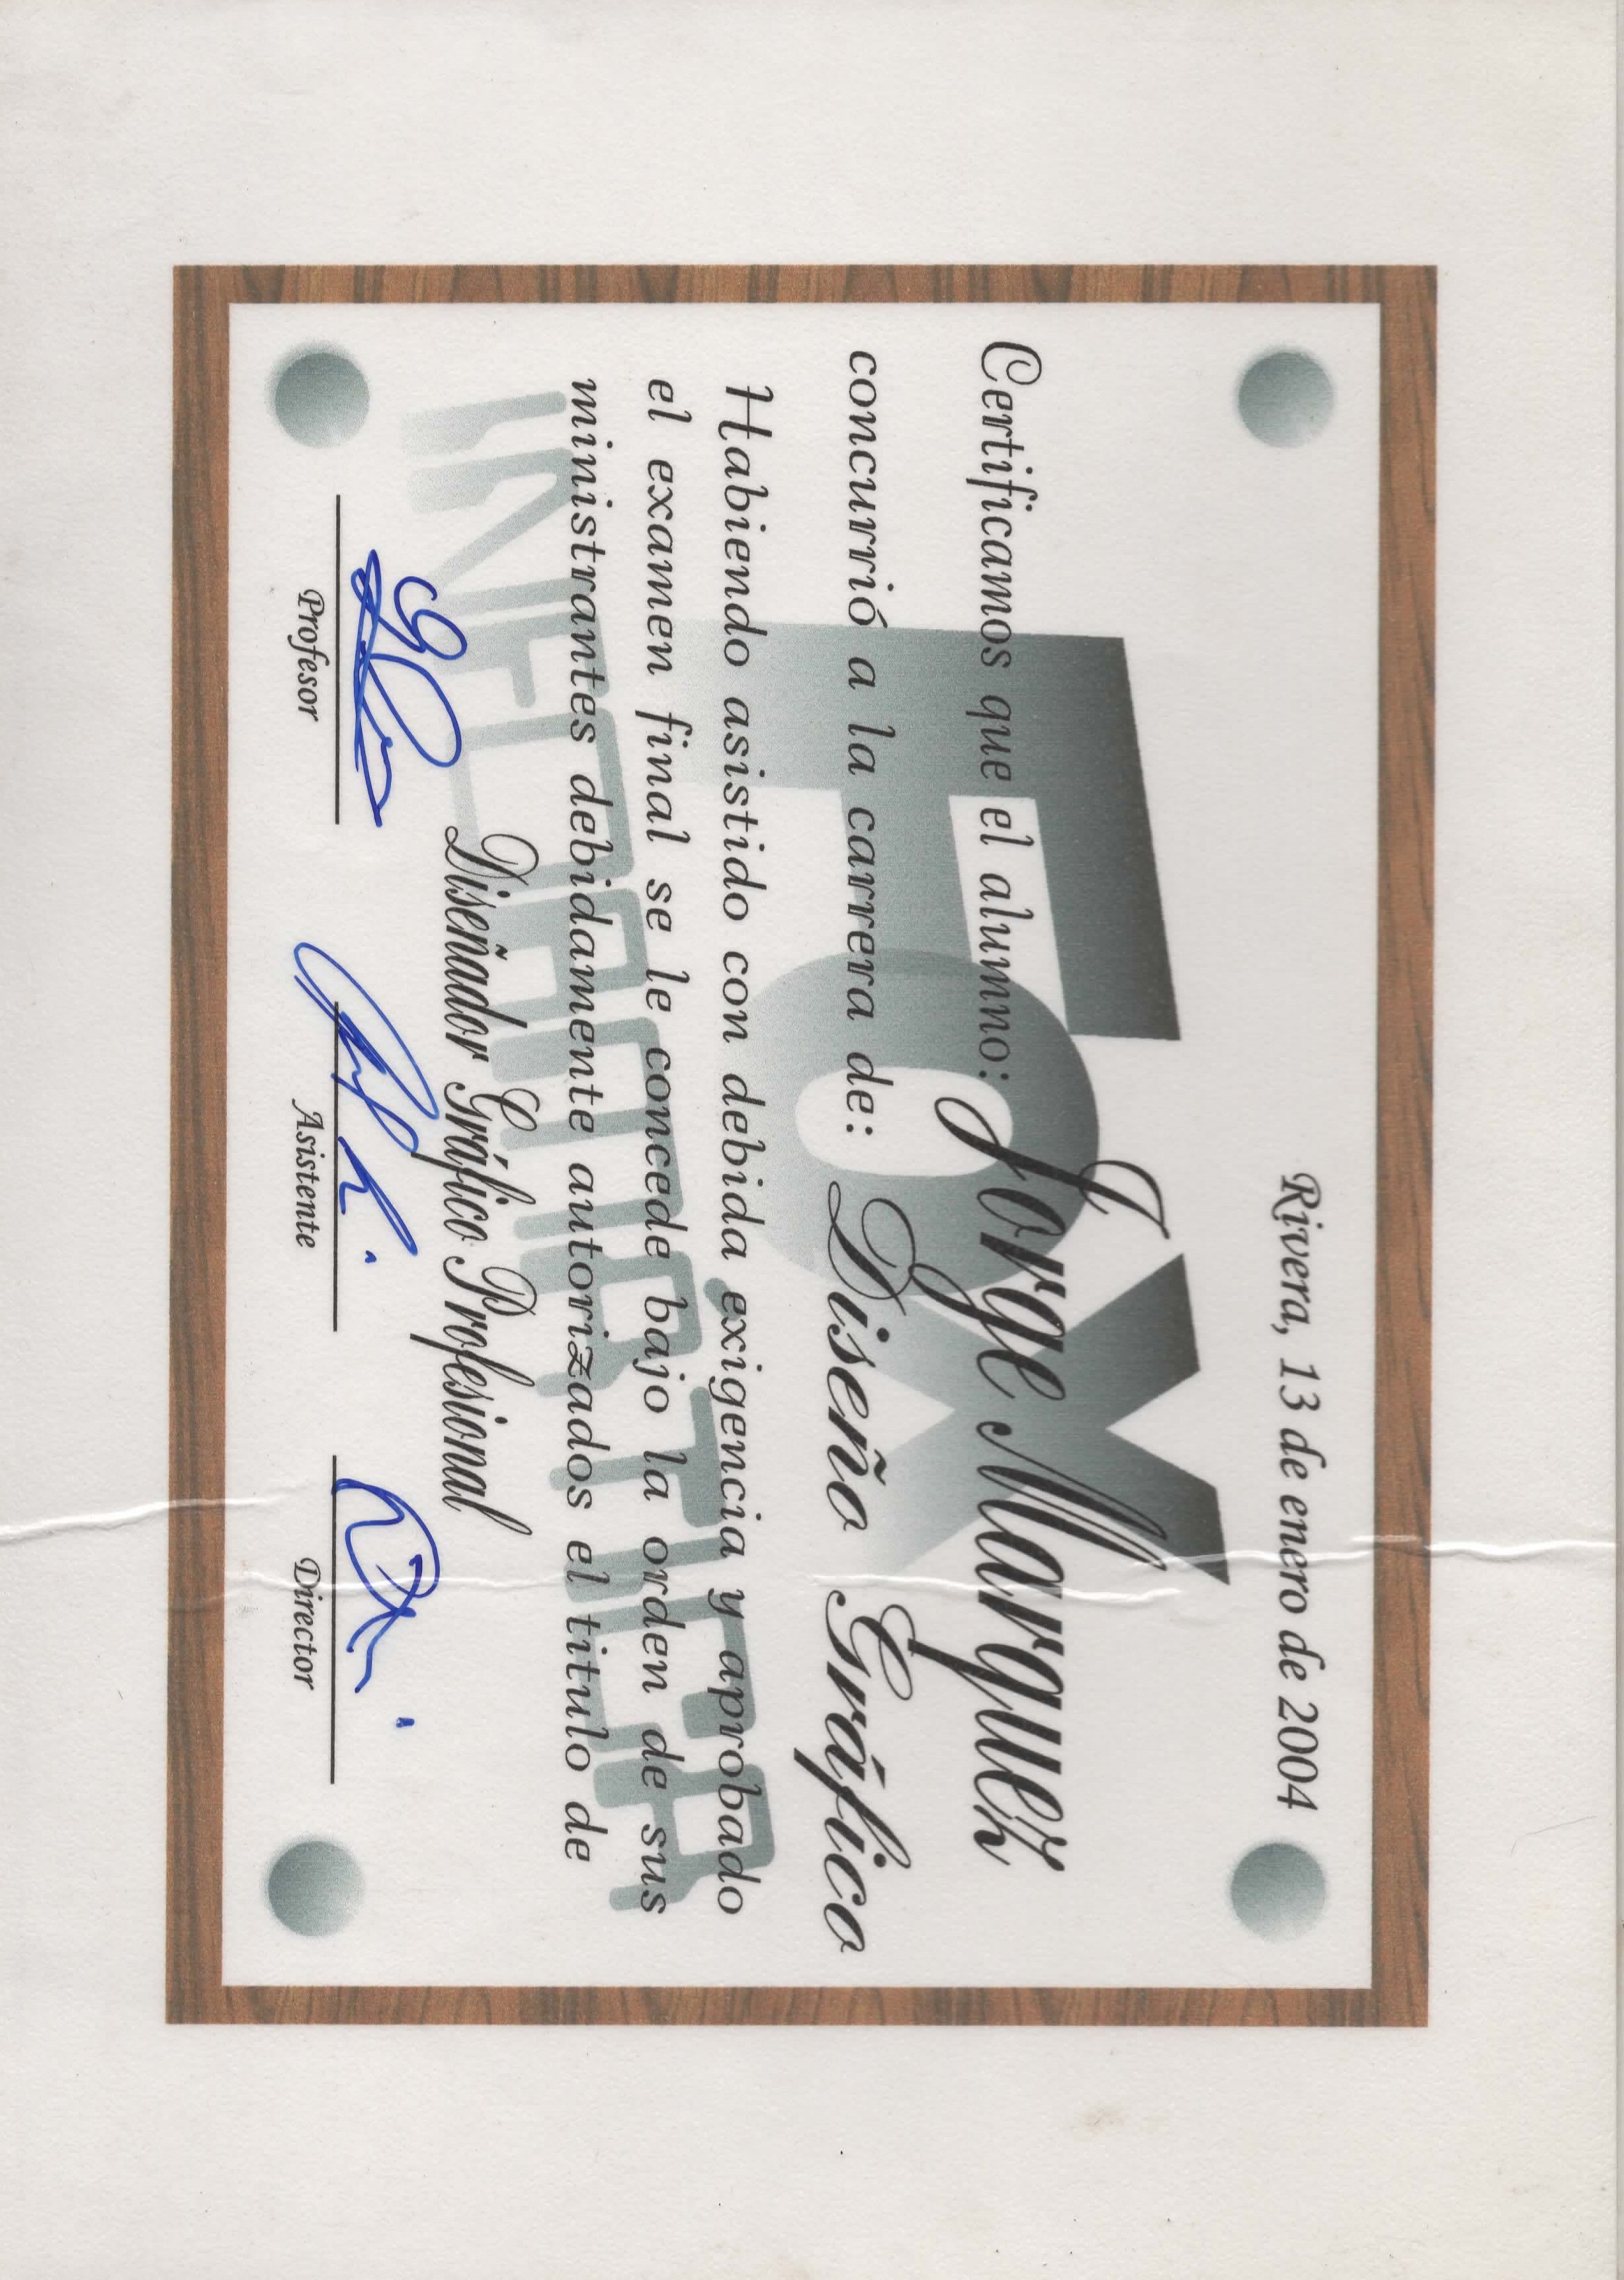 Rivera, 13 de enero de 2004
Fox
Certificamos que el alumno: Jorge Marquez
concurrió a la carrera de: Diseño Gráfico
Habiendo asistido con debida exigencia y aprobado
el examen final se le concede bajo la orden de sus
ministrantes debidamente autorizados el titulo de
INFORMÁTICA
Diseñador Gráfico Profesional
Profesor Asistente Director